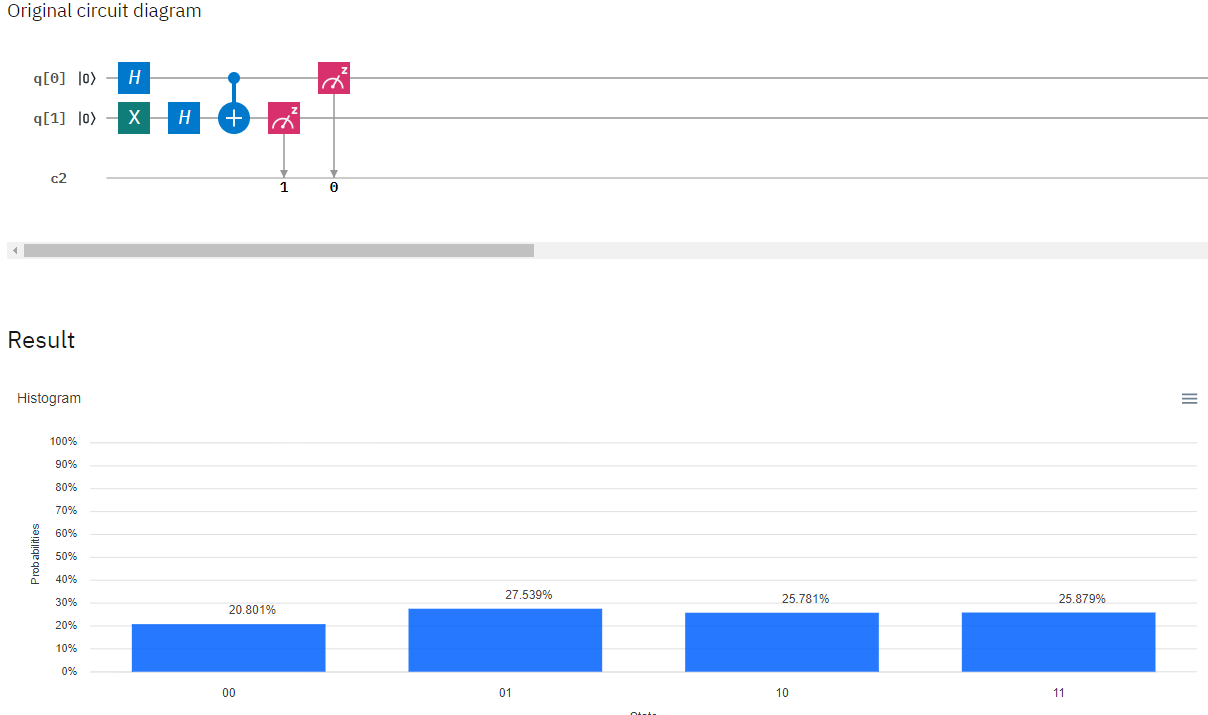 Original circuit diagram
q[0] |0⟩ H z
q[1] |0⟩ X H + z
c2
1 0
Result
Histogram
100%
90%
80%
70%
60%
50%
40%
30%
20%
10%
0%
Probabilities
20.801%
27.539%
25.781%
25.879%
00 01 10 11
State